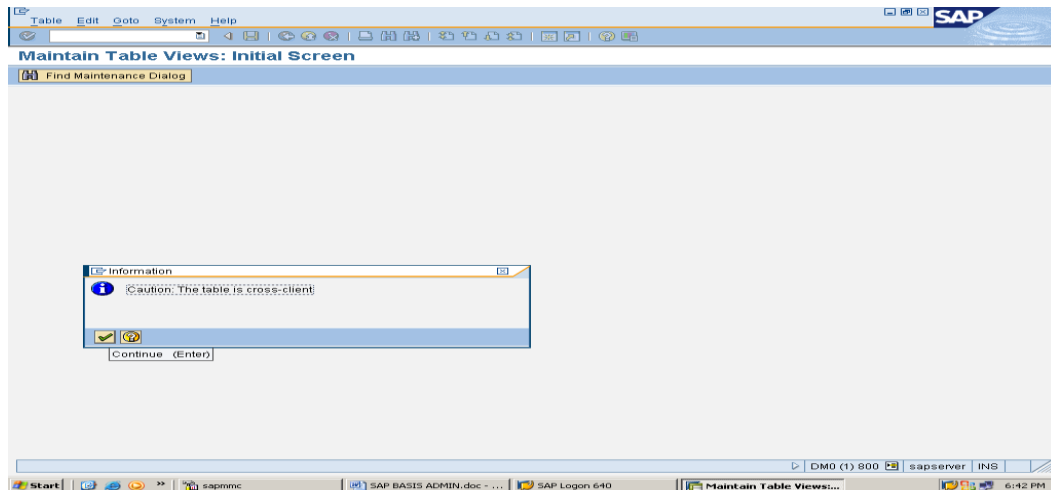 Table Edit Goto System Help
SAP
Maintain Table Views: Initial Screen
Find Maintenance Dialog
Information
Caution: The table is cross-client
Continue (Enter)
DM0 (1) 800 sapserver INS
Start » sapmmc SAP BASIS ADMIN.doc - ... SAP Logon 640 Maintain Table Views:... 6:42 PM